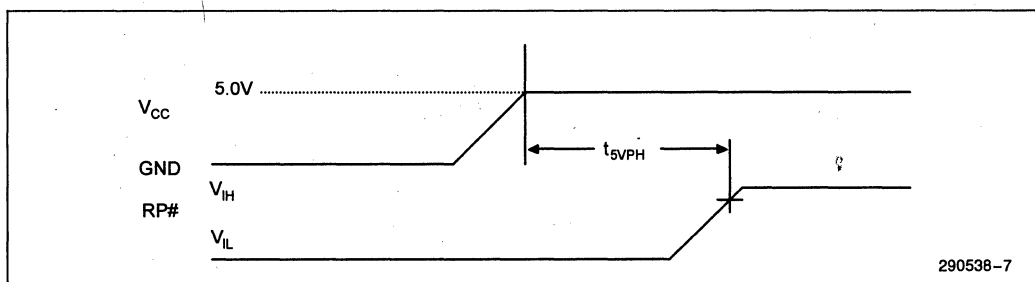 5.0V
V_CC
t_5VPH
GND
V_IH
RP#
V_IL
290538-7